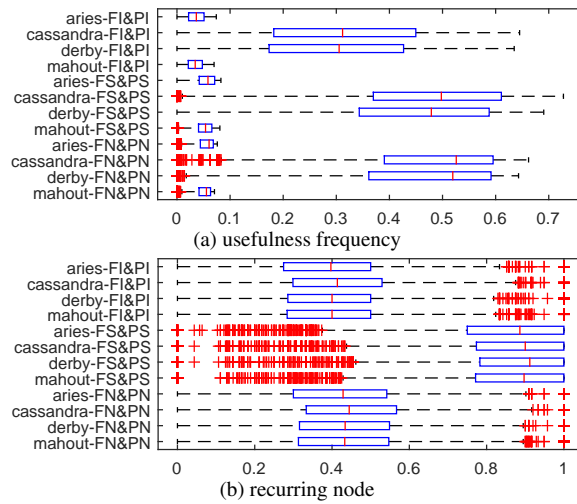 aries-FI&PI
cassandra-FI&PI
derby-FI&PI
mahout-FI&PI
aries-FS&PS
cassandra-FS&PS
derby-FS&PS
mahout-FS&PS
aries-FN&PN
cassandra-FN&PN
derby-FN&PN
mahout-FN&PN
0 0.1 0.2 0.3 0.4 0.5 0.6 0.7
(a) usefulness frequency
aries-FI&PI
cassandra-FI&PI
derby-FI&PI
mahout-FI&PI
aries-FS&PS
cassandra-FS&PS
derby-FS&PS
mahout-FS&PS
aries-FN&PN
cassandra-FN&PN
derby-FN&PN
mahout-FN&PN
0 0.2 0.4 0.6 0.8 1
(b) recurring node